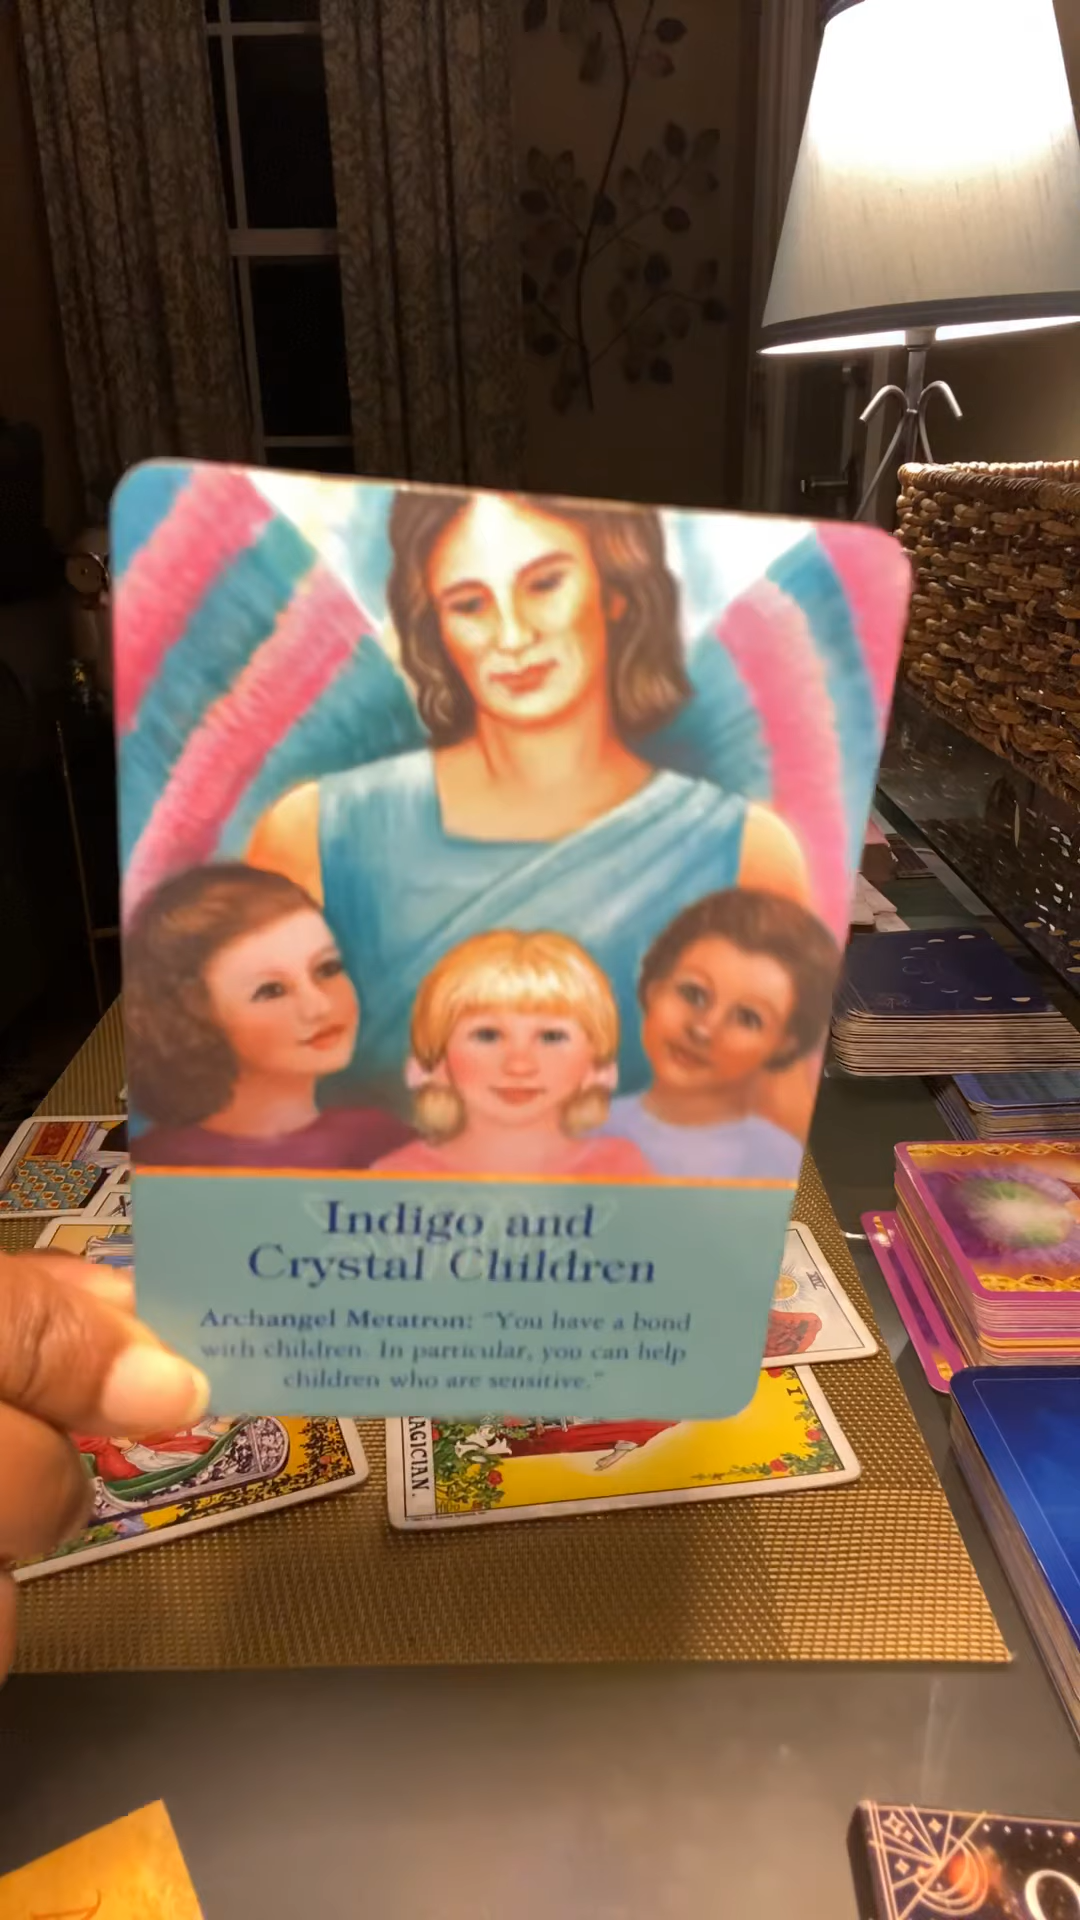 Indigo and
Crystal Children
Archangel Metatron: "You have a bond
with children. In particular, you can help
children who are sensitive."
AGICIAN.
I